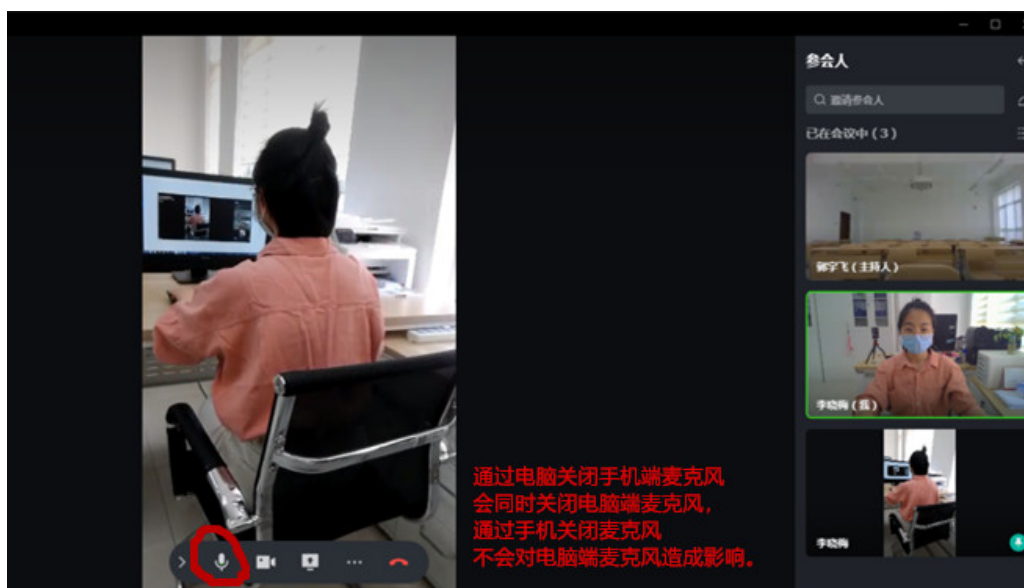 参会人
邀请参会人
已在会议中（3）
郭宇飞（主持人）
李晓梅（我）
李晓梅
通过电脑关闭手机端麦克风
会同时关闭电脑端麦克风，
通过手机关闭麦克风
不会对电脑端麦克风造成影响。